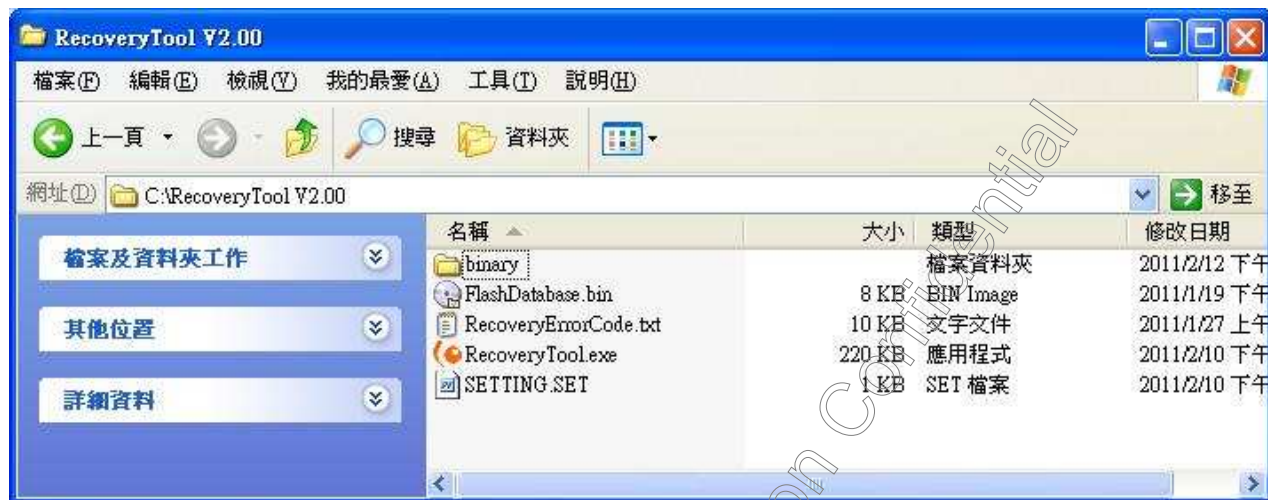 RecoveryTool V2.00
檔案(F) 編輯(E) 檢視(V) 我的最愛(A) 工具(T) 說明(H)
上一頁 搜尋 資料夾
網址(D) C:\RecoveryTool V2.00 移至
檔案及資料夾工作
其他位置
詳細資料
名稱 大小 類型 修改日期
binary 檔案資料夾 2011/2/12 下午
FlashDatabase.bin 8 KB BIN Image 2011/1/19 下午
RecoveryErrorCode.txt 10 KB 文字文件 2011/1/27 上午
RecoveryTool.exe 220 KB 應用程式 2011/2/10 下午
SETTING.SET 1 KB SET 檔案 2011/2/10 下午
on Confidential